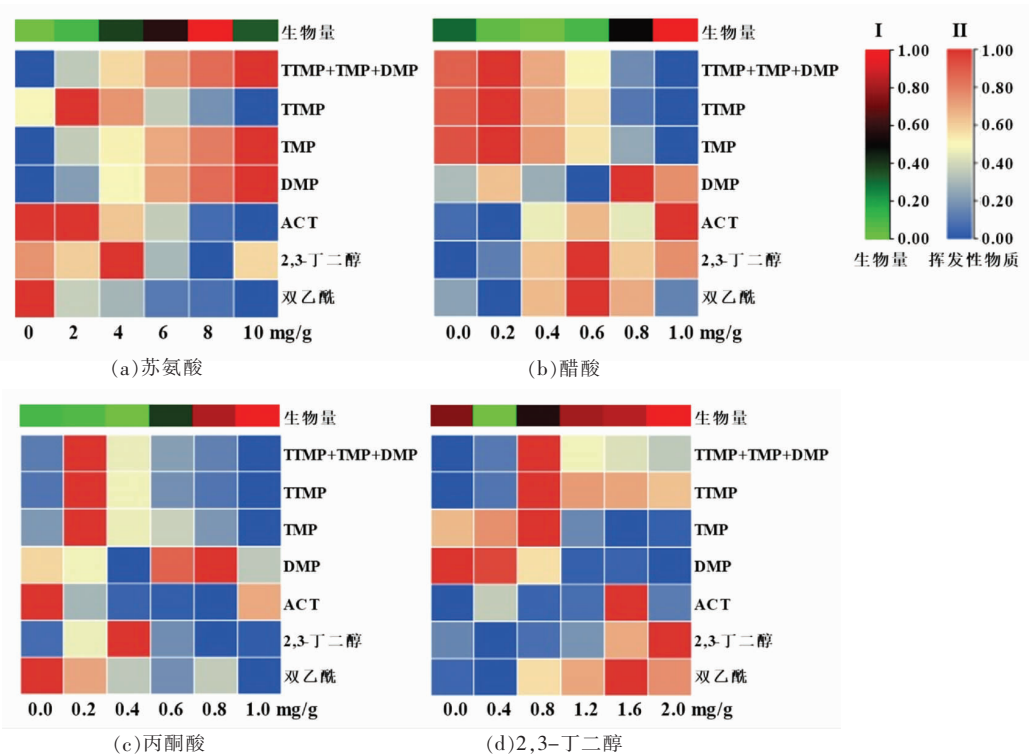 生物量
TTMP+TMP+DMP
TTMP
TMP
DMP
ACT
2,3-丁二醇
双乙酰
0 2 4 6 8 10 mg/g
(a)苏氨酸
生物量
TTMP+TMP+DMP
TTMP
TMP
DMP
ACT
2,3-丁二醇
双乙酰
0.0 0.2 0.4 0.6 0.8 1.0 mg/g
(b)醋酸
I II
1.00 1.00
0.80 0.80
0.60 0.60
0.40 0.40
0.20 0.20
0.00 0.00
生物量 挥发性物质
生物量
TTMP+TMP+DMP
TTMP
TMP
DMP
ACT
2,3-丁二醇
双乙酰
0.0 0.2 0.4 0.6 0.8 1.0 mg/g
(c)丙酮酸
生物量
TTMP+TMP+DMP
TTMP
TMP
DMP
ACT
2,3-丁二醇
双乙酰
0.0 0.4 0.8 1.2 1.6 2.0 mg/g
(d)2,3-丁二醇